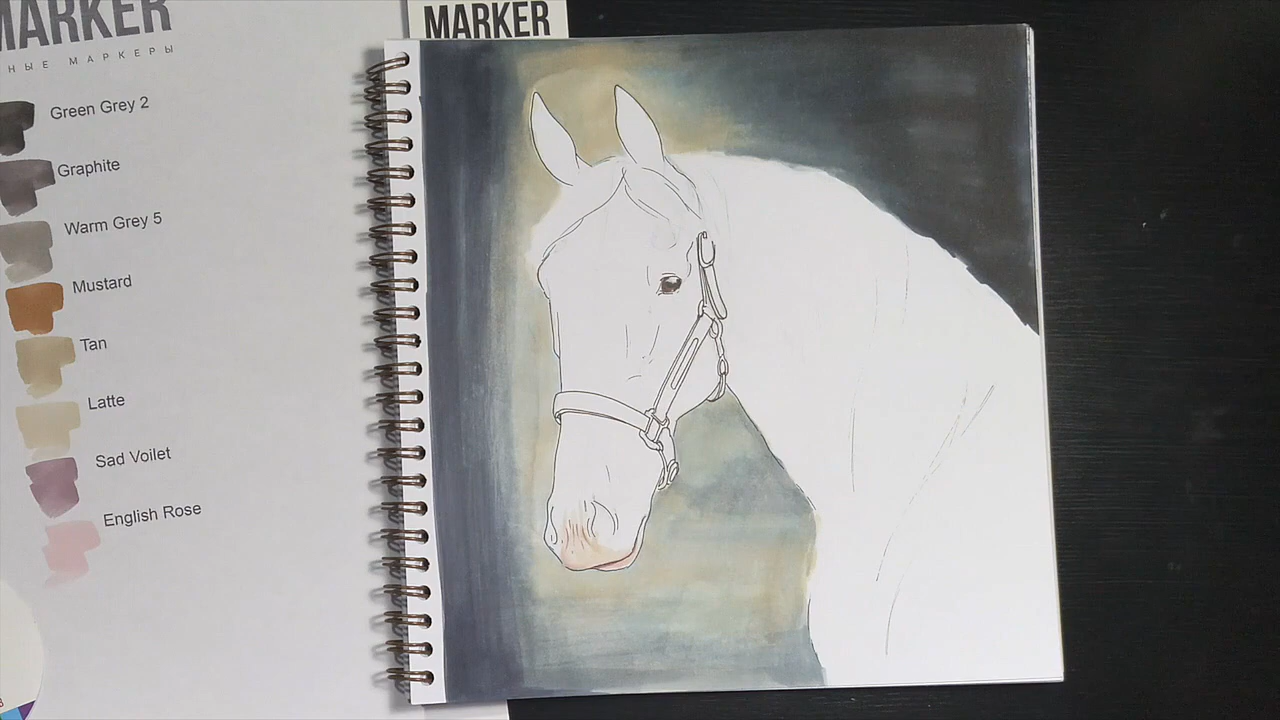 MARKER
НЫЕ МАРКЕРЫ
MARKER
Green Grey 2
Graphite
Warm Grey 5
Mustard
Tan
Latte
Sad Voilet
English Rose